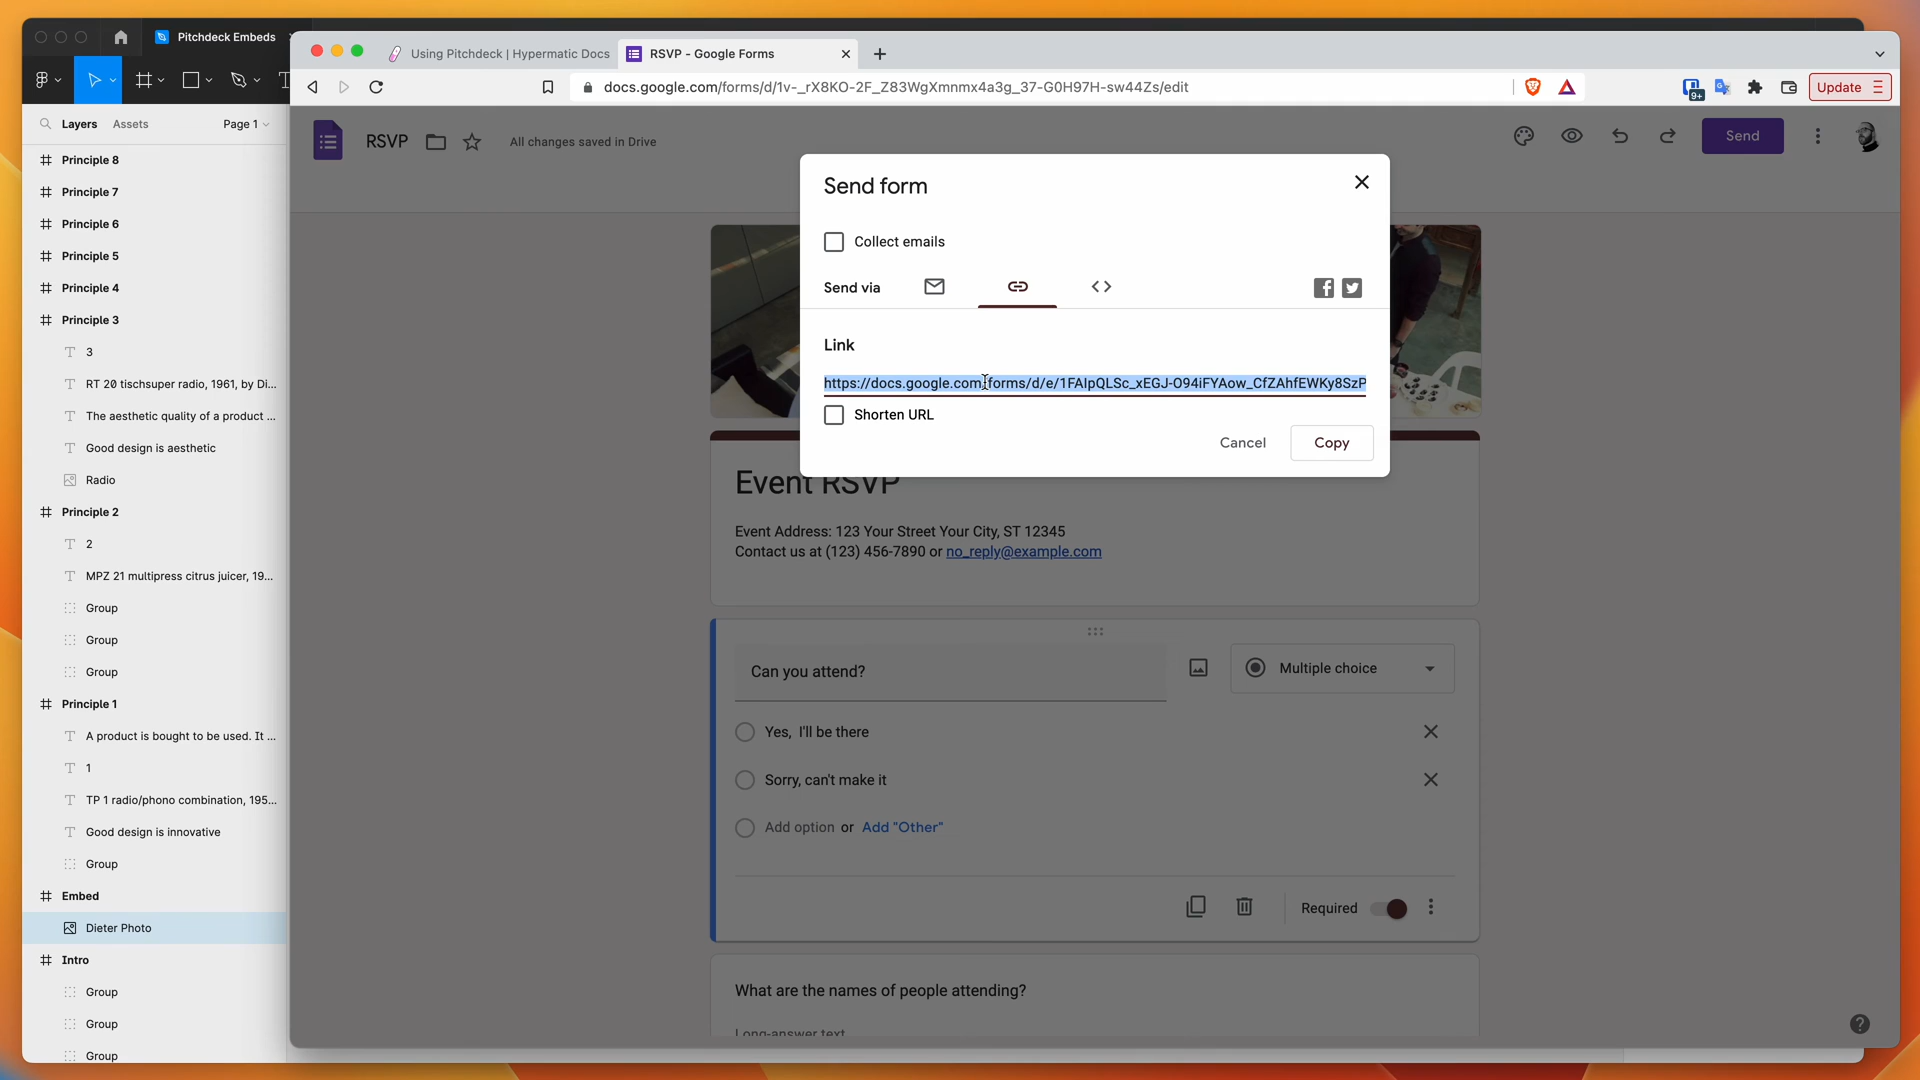 Pitchdeck Embeds
Using Pitchdeck | Hypermatic Docs
RSVP - Google Forms
docs.google.com/forms/d/1v-_rX8KO-2F_Z83WgXmnmx4a3g_37-G0H97H-sw44Zs/edit
9+
Update
Layers
Assets
Page 1
Principle 8
Principle 7
Principle 6
Principle 5
Principle 4
Principle 3
3
RT 20 tischsuper radio, 1961, by Di...
The aesthetic quality of a product ...
Good design is aesthetic
Radio
Principle 2
2
MPZ 21 multipress citrus juicer, 19...
Group
Group
Group
Principle 1
A product is bought to be used. It ...
1
TP 1 radio/phono combination, 195...
Good design is innovative
Group
Embed
Dieter Photo
Intro
Group
Group
Group
RSVP
All changes saved in Drive
Send
Send form
Collect emails
Send via
Link
https://docs.google.com/forms/d/e/1FAIpQLSc_xEGJ-O94iFYAow_CfZAhfEWKy8SzP
Shorten URL
Cancel
Copy
Event RSVP
Event Address: 123 Your Street Your City, ST 12345
Contact us at (123) 456-7890 or no_reply@example.com
Can you attend?
Multiple choice
Yes, I'll be there
Sorry, can't make it
Add option or Add "Other"
Required
What are the names of people attending?
Long-answer text